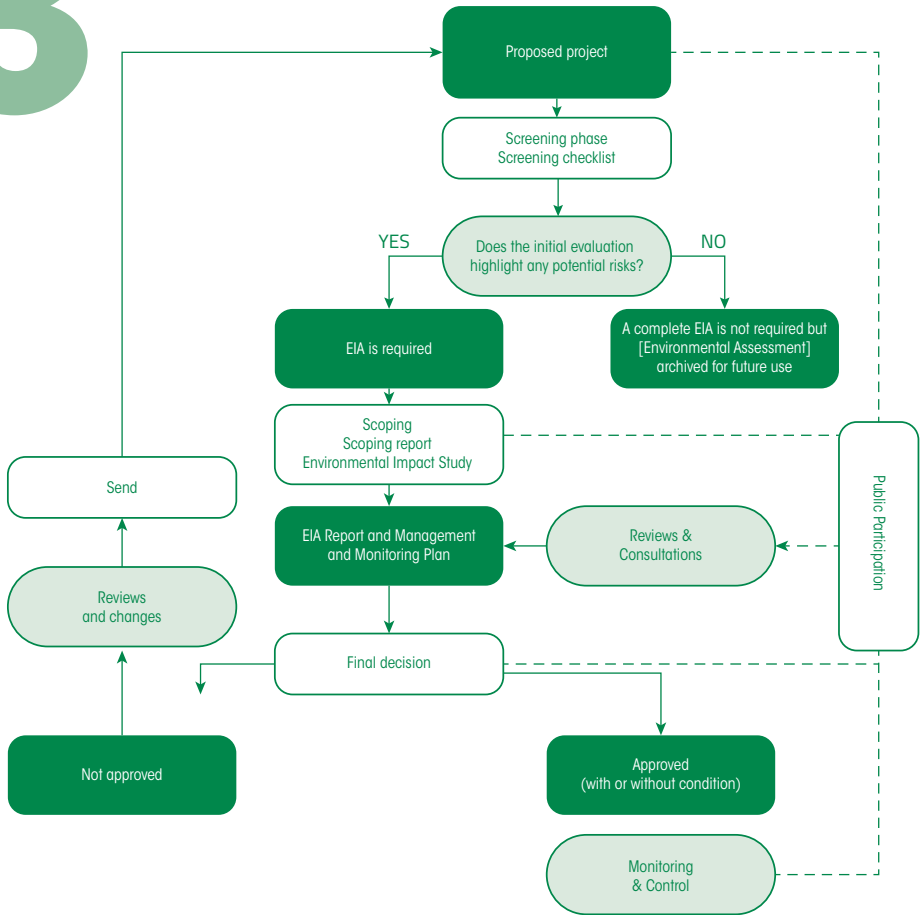 Proposed project
Screening phase
Screening checklist
Does the initial evaluation
highlight any potential risks?
YES
NO
EIA is required
A complete EIA is not required but
[Environmental Assessment]
archived for future use
Scoping
Scoping report
Environmental Impact Study
Send
EIA Report and Management
and Monitoring Plan
Reviews &
Consultations
Public Participation
Reviews
and changes
Final decision
Not approved
Approved
(with or without condition)
Monitoring
& Control